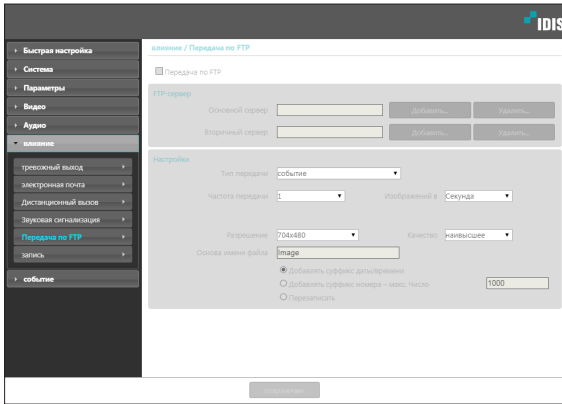 IDIS
Быстрая настройка
Система
Параметры
Видео
Аудио
влияние
тревожный выход
электронная почта
Дистанционный вызов
Звуковая сигнализация
Передача по FTP
запись
событие
влияние / Передача по FTP
Передача по FTP
FTP-сервер
Основной сервер Добавить... Удалить...
Вторичный сервер Добавить... Удалить...
Настройки
Тип передачи событие
Частота передачи 1 Изображений в Секунда
Разрешение 704x480 Качество наивысшее
Основа имени файла image
Добавлять суффикс даты/времени
Добавлять суффикс номера – макс. число: 1000
Перезаписать